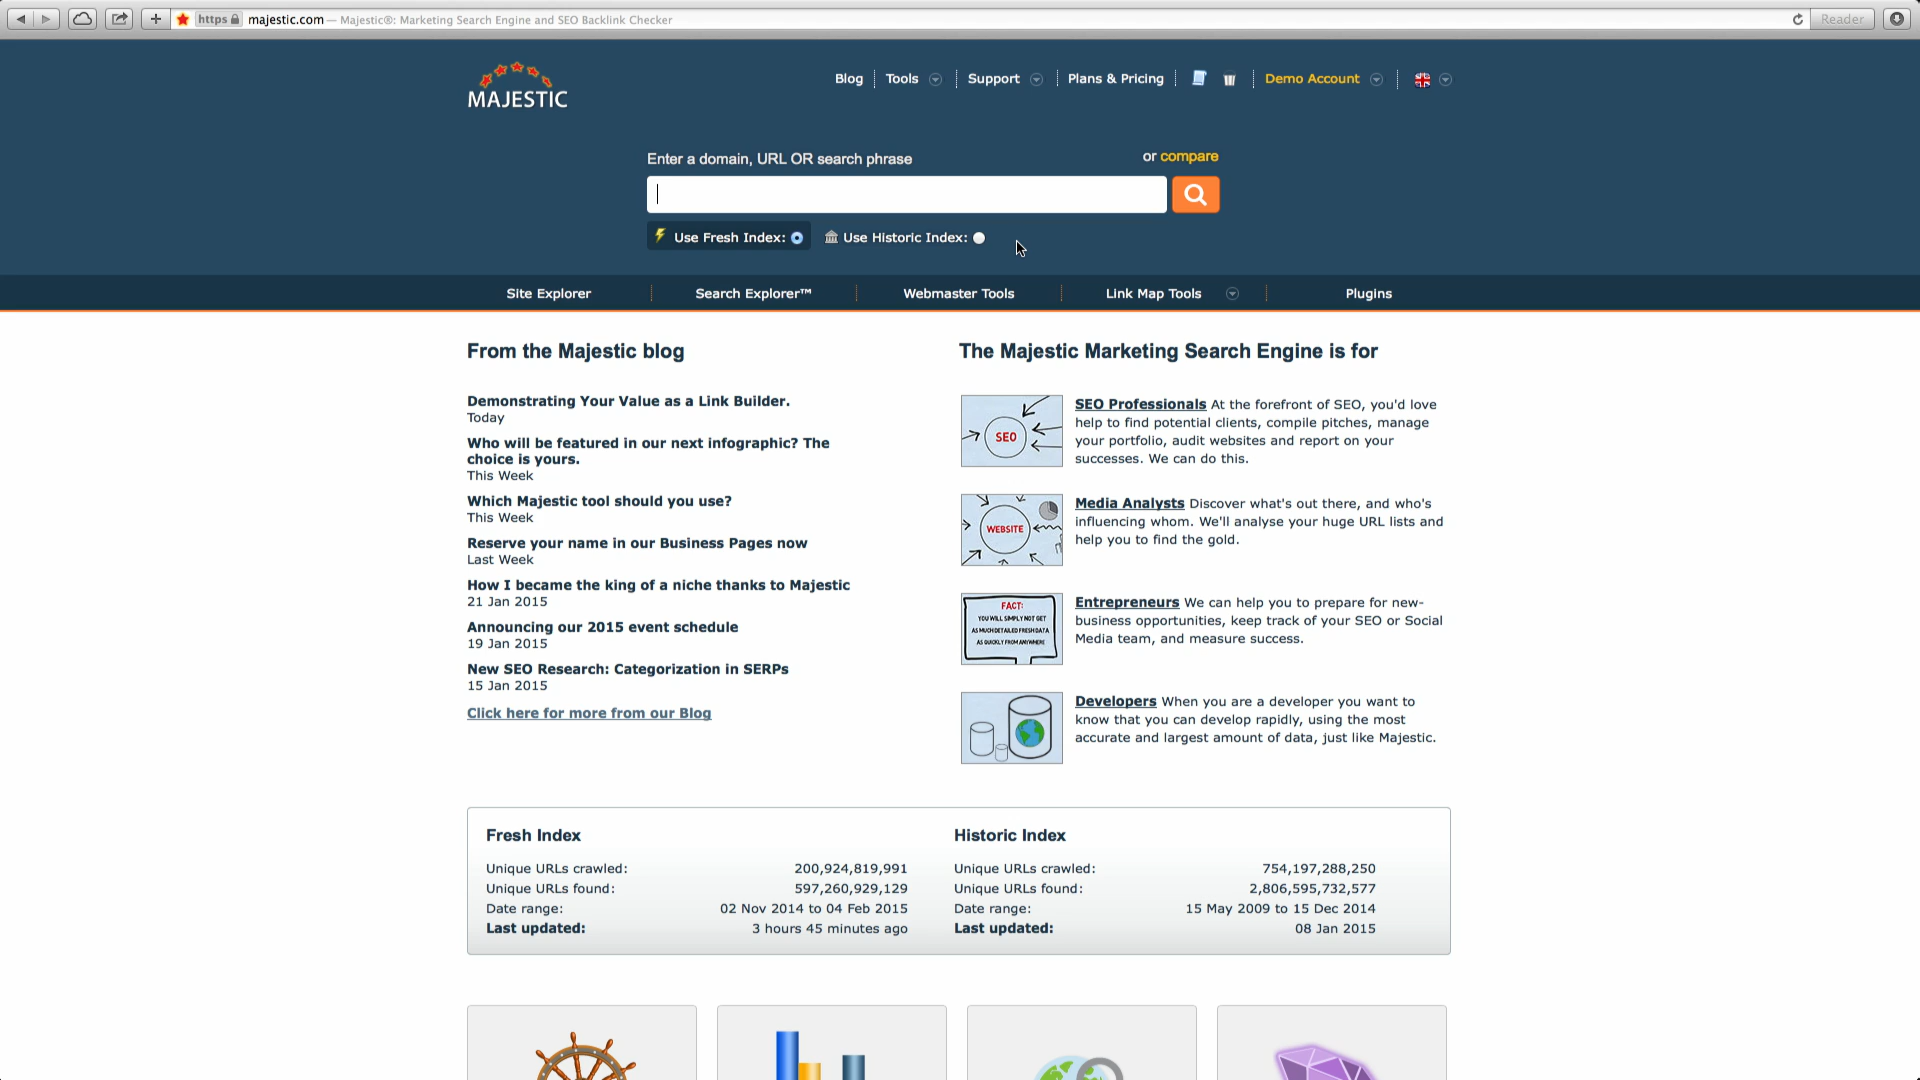 https majestic.com — Majestic®: Marketing Search Engine and SEO Backlink Checker
Reader
MAJESTIC
Blog
Tools
Support
Plans & Pricing
Demo Account
Enter a domain, URL OR search phrase
or compare
Use Fresh Index:
Use Historic Index:
Site Explorer
Search Explorer™
Webmaster Tools
Link Map Tools
Plugins
From the Majestic blog
Demonstrating Your Value as a Link Builder.
Today
Who will be featured in our next infographic? The
choice is yours.
This Week
Which Majestic tool should you use?
This Week
Reserve your name in our Business Pages now
Last Week
How I became the king of a niche thanks to Majestic
21 Jan 2015
Announcing our 2015 event schedule
19 Jan 2015
New SEO Research: Categorization in SERPs
15 Jan 2015
Click here for more from our Blog
The Majestic Marketing Search Engine is for
SEO
SEO Professionals At the forefront of SEO, you'd love
help to find potential clients, compile pitches, manage
your portfolio, audit websites and report on your
successes. We can do this.
WEBSITE
Media Analysts Discover what's out there, and who's
influencing whom. We'll analyse your huge URL lists and
help you to find the gold.
FACT:
YOU WILL SIMPLY NOT GET
AS MUCH DETAILED FRESH DATA
AS QUICKLY FROM ANYWHERE
Entrepreneurs We can help you to prepare for new-
business opportunities, keep track of your SEO or Social
Media team, and measure success.
Developers When you are a developer you want to
know that you can develop rapidly, using the most
accurate and largest amount of data, just like Majestic.
Fresh Index
Unique URLs crawled: 200,924,819,991
Unique URLs found: 597,260,929,129
Date range: 02 Nov 2014 to 04 Feb 2015
Last updated: 3 hours 45 minutes ago
Historic Index
Unique URLs crawled: 754,197,288,250
Unique URLs found: 2,806,595,732,577
Date range: 15 May 2009 to 15 Dec 2014
Last updated: 08 Jan 2015